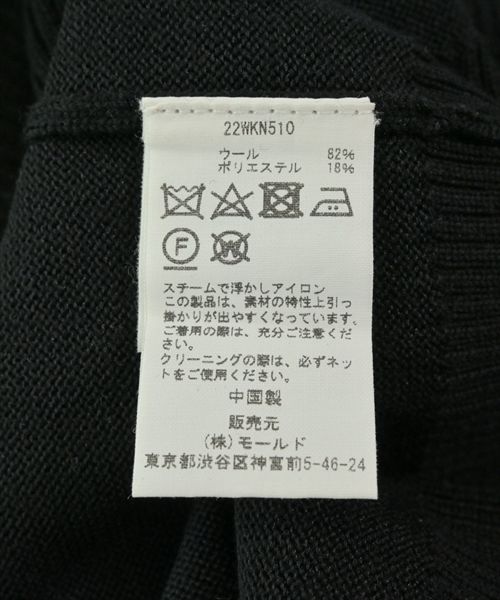 22WKN510
ウール 82%
ポリエステル 18%
F
W
スチームで浮かしアイロン
この製品は、素材の特性上引っ
掛かりが出やすくなっています。
ご着用の際は、充分ご注意くだ
さい。
クリーニングの際は、必ずネッ
トをご使用ください。
中国製
販売元
(株)モールド
東京都渋谷区神宮前5-46-24